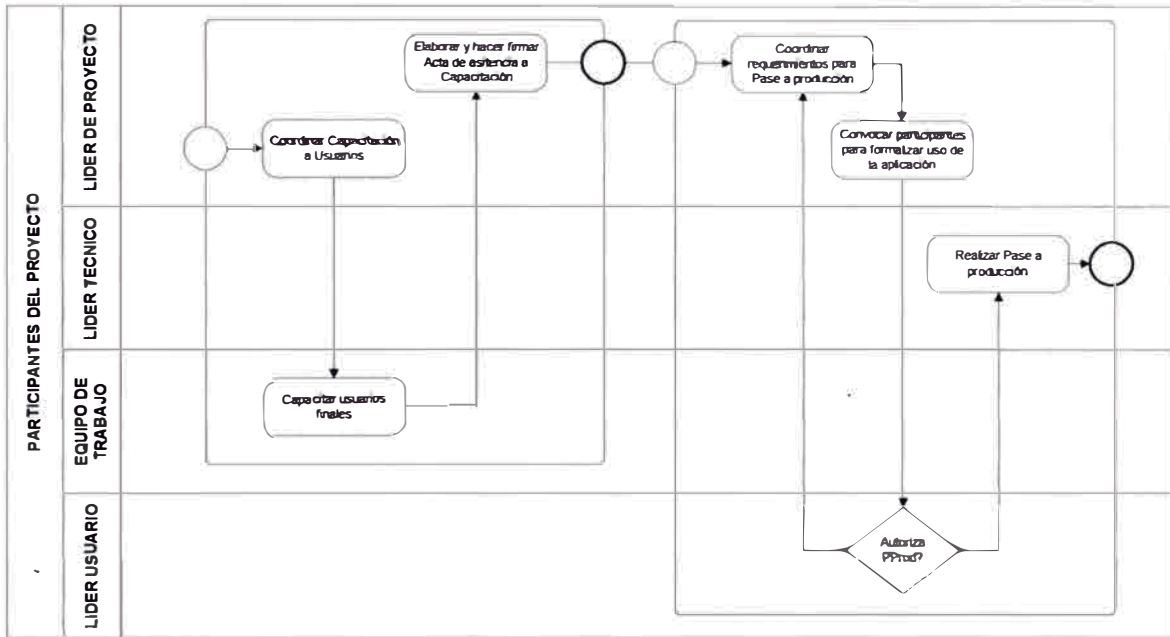 PARTICIPANTES DEL PROYECTO
LIDER DE PROYECTO
Elaborar y hacer firmar
Acta de asitencia a
Capacitación
Coordinar
requerimientos para
Pase a producción
Coordinar Capacitación
a Usuarios
Convocar participantes
para formalizar uso de
la aplicación
LIDER TECNICO
Realizar Pase a
producción
EQUIPO DE
TRABAJO
Capacitar usuarios
finales
LIDER USUARIO
Autoriza
PProd?